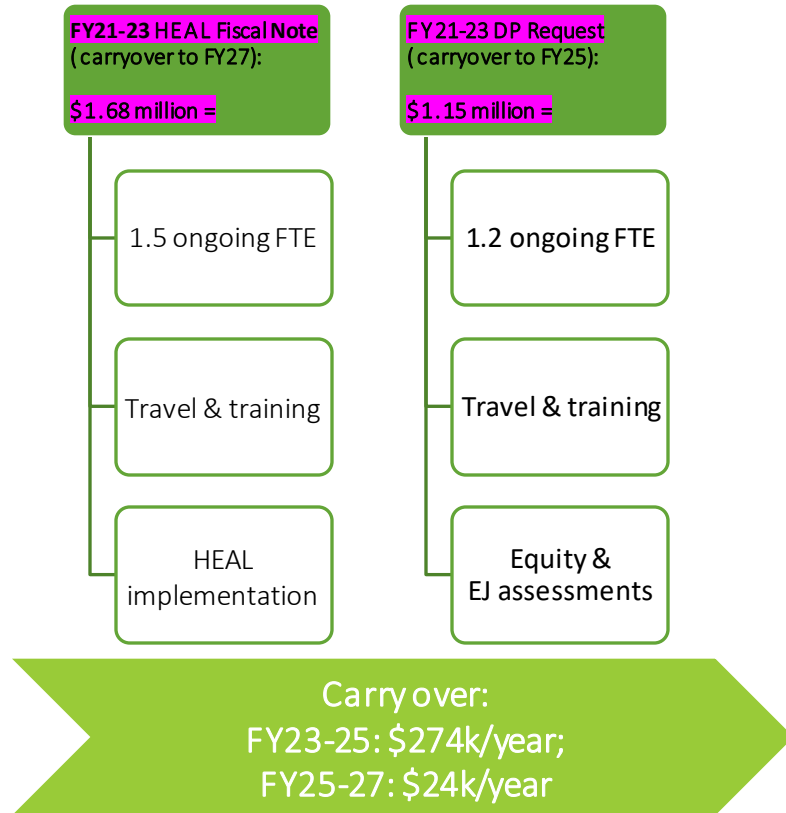 FY21-23 HEAL Fiscal Note
(carryover to FY27):
$1.68 million =
1.5 ongoing FTE
Travel & training
HEAL
implementation
FY21-23 DP Request
(carryover to FY25):
$1.15 million =
1.2 ongoing FTE
Travel & training
Equity &
EJ assessments
Carry over:
FY23-25: $274k/year;
FY25-27: $24k/year